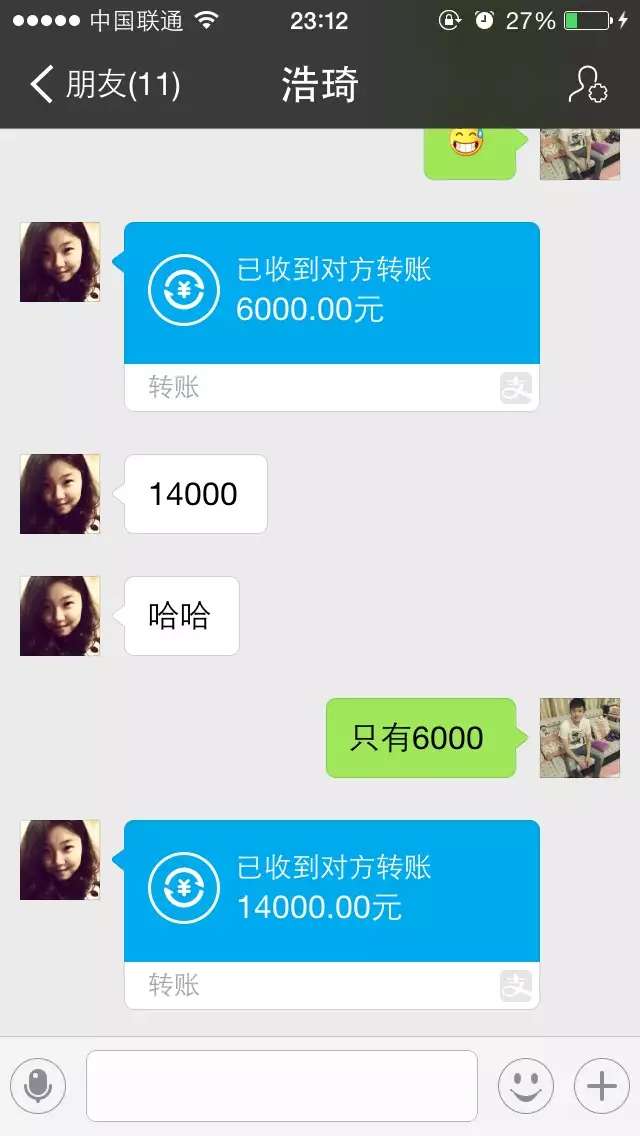 中国联通 23:12 27%
朋友(11) 浩琦
已收到对方转账
6000.00元
转账 支
14000
哈哈
只有6000
已收到对方转账
14000.00元
转账 支